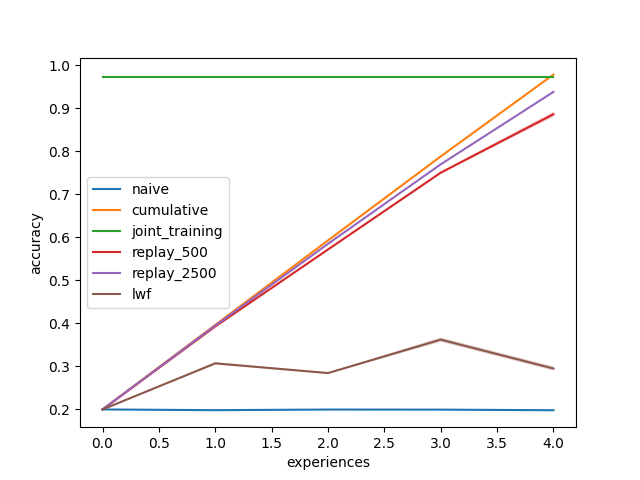 1.0
0.9
0.8
0.7
0.6
0.5
0.4
0.3
0.2
accuracy
naive
cumulative
joint_training
replay_500
replay_2500
lwf
0.0 0.5 1.0 1.5 2.0 2.5 3.0 3.5 4.0
experiences